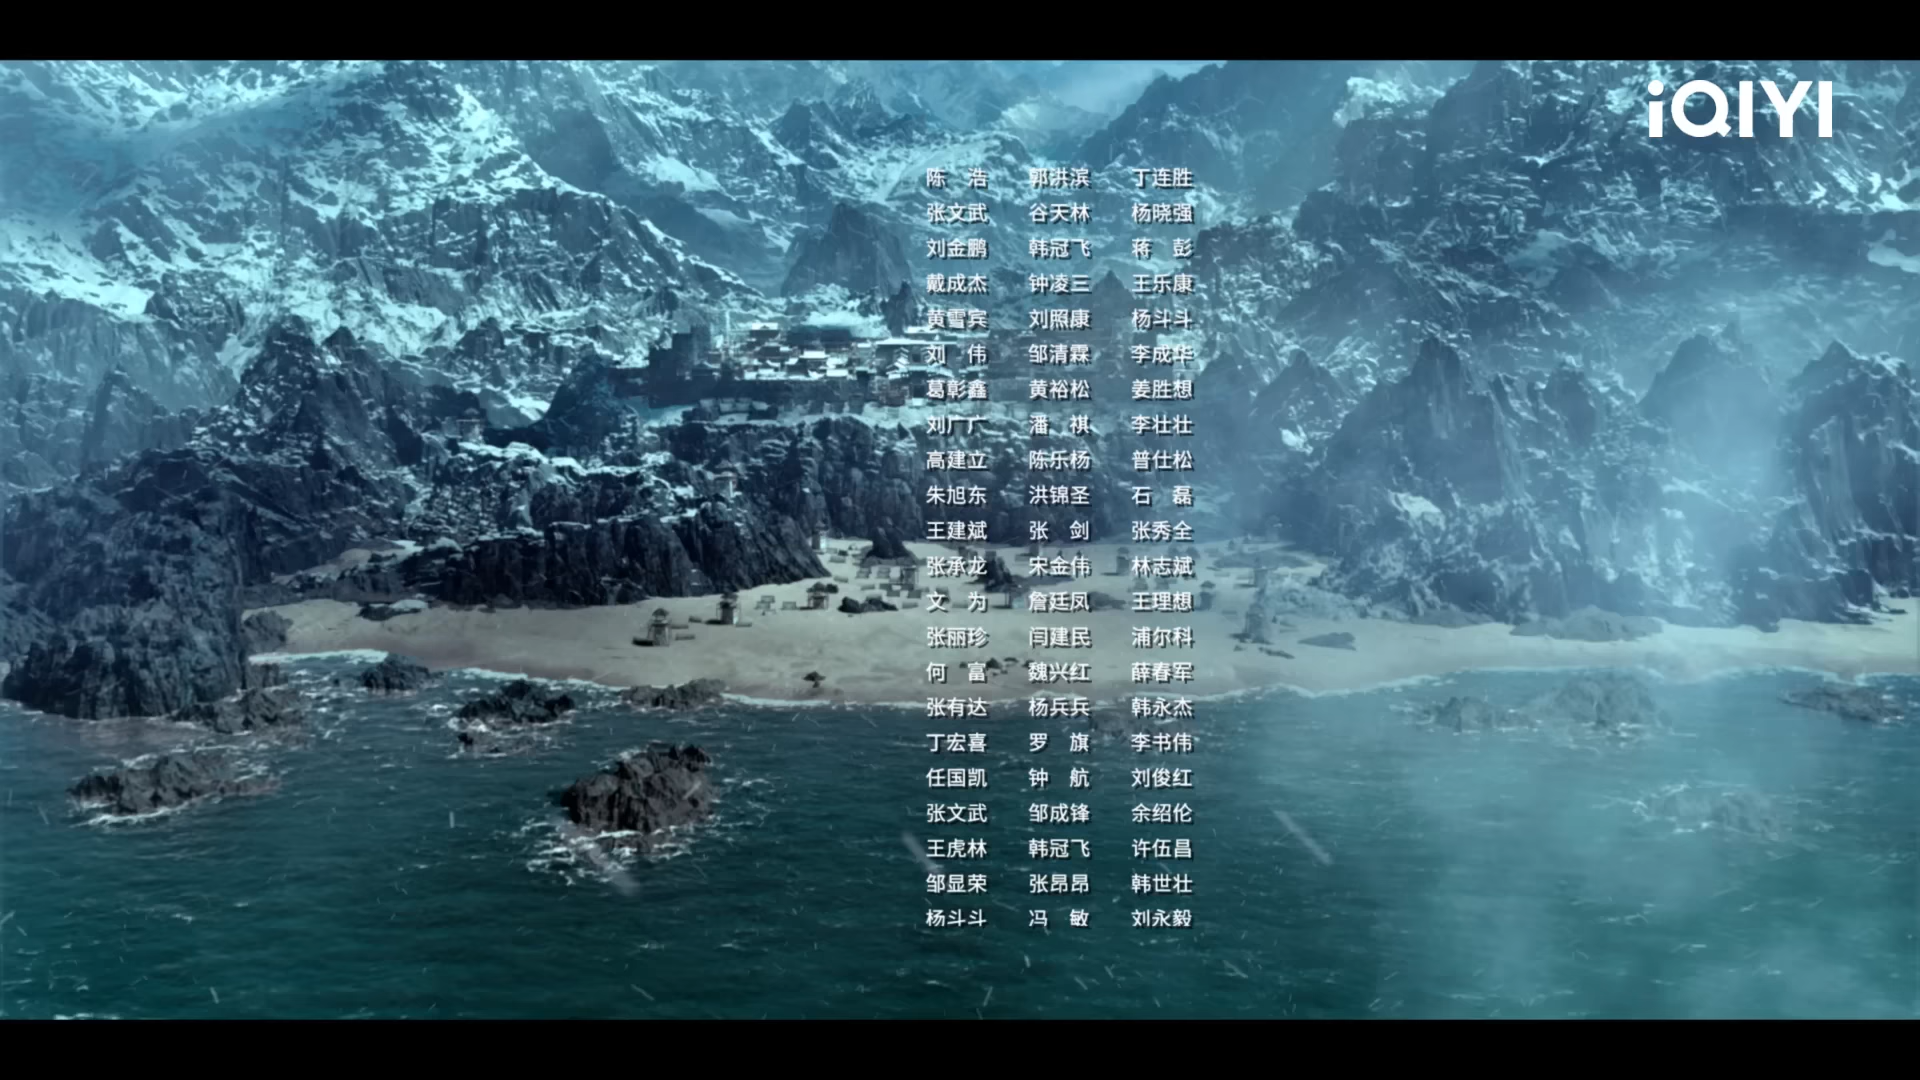 iQIYI
陈 浩 郭洪滨 丁连胜
张文武 谷天林 杨晓强
刘金鹏 韩冠飞 蒋 彭
戴成杰 钟凌三 王乐康
黄雪宾 刘照康 杨斗斗
刘 伟 邹清霖 李成华
葛彰鑫 黄裕松 姜胜想
刘广广 潘 祺 李壮壮
高建立 陈乐杨 普仕松
朱旭东 洪锦圣 石 磊
王建斌 张 剑 张秀全
张承龙 宋金伟 林志斌
文 为 詹廷凤 王理想
张丽珍 闫建民 浦尔科
何 富 魏兴红 薛春军
张有达 杨兵兵 韩永杰
丁宏喜 罗 旗 李书伟
任国凯 钟 航 刘俊红
张文武 邹成锋 余绍伦
王虎林 韩冠飞 许伍昌
邹显荣 张昂昂 韩世壮
杨斗斗 冯 敏 刘永毅